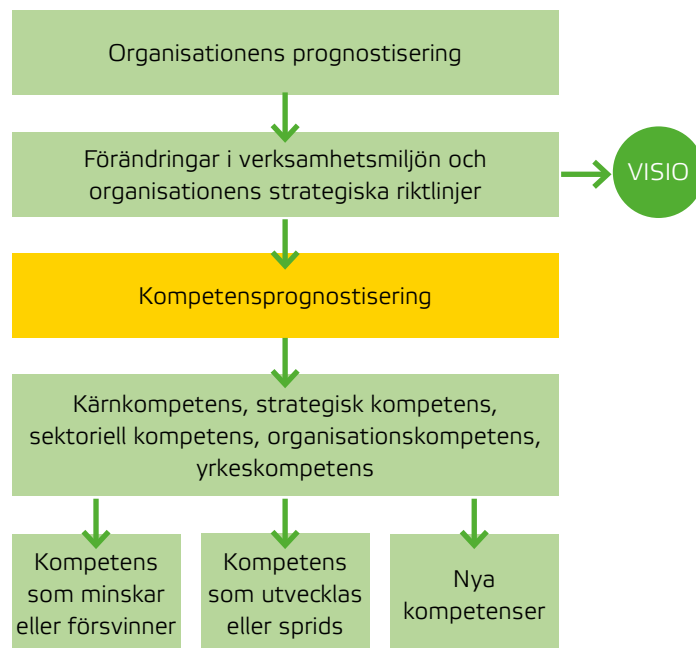 Organisationens prognostisering
Förändringar i verksamhetsmiljön och
organisationens strategiska riktlinjer
VISIO
Kompetensprognostisering
Kärnkompetens, strategisk kompetens,
sektoriell kompetens, organisationskompetens,
yrkeskompetens
Kompetens
som minskar
eller försvinner
Kompetens
som utvecklas
eller sprids
Nya
kompetenser